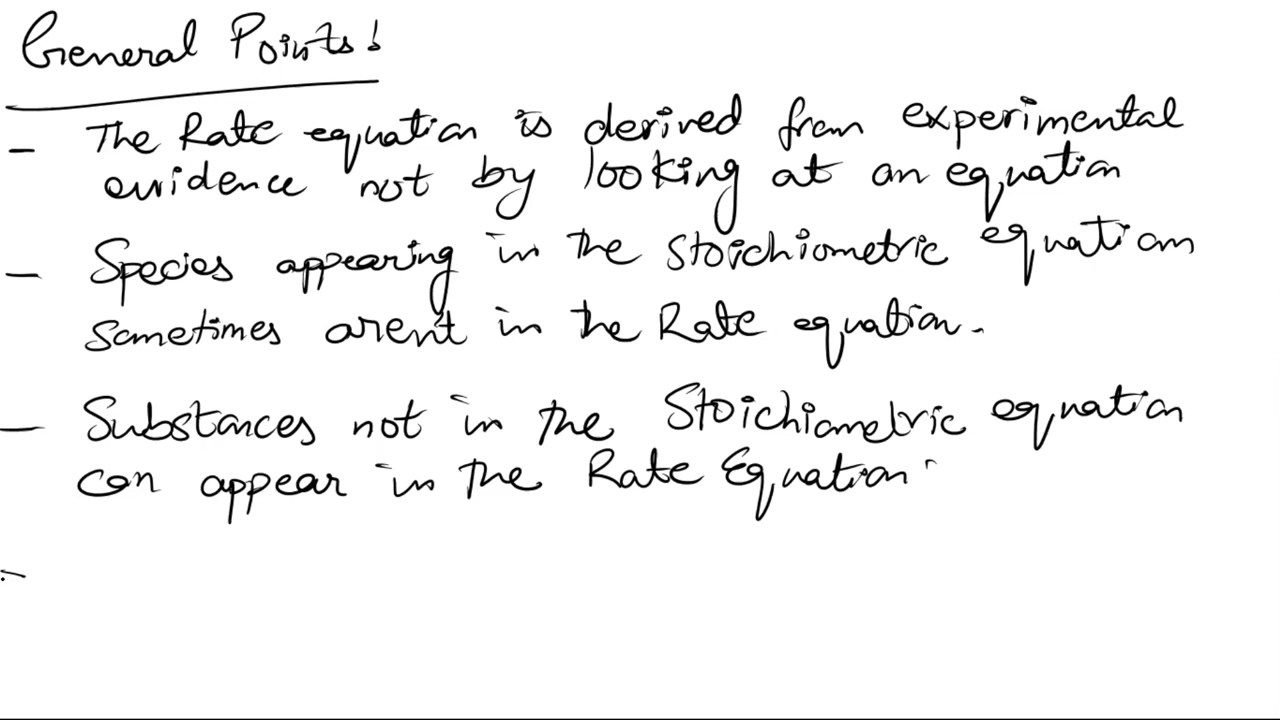 General Points!
- The Rate equation is derived from experimental
evidence not by looking at an equation
- Species appearing in the Stoichiometric equation
sometimes aren't in the Rate equation.
- Substances not in the Stoichiometric equation
can appear in the Rate Equation
-